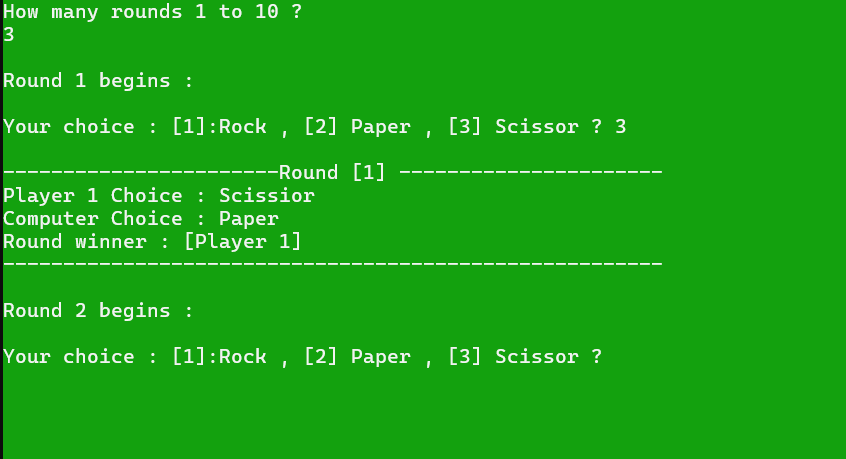 How many rounds 1 to 10 ?
3
Round 1 begins :
Your choice : [1]:Rock , [2] Paper , [3] Scissor ? 3
-----------------------Round [1] ----------------------
Player 1 Choice : Scissior
Computer Choice : Paper
Round winner : [Player 1]
-------------------------------------------------------
Round 2 begins :
Your choice : [1]:Rock , [2] Paper , [3] Scissor ?